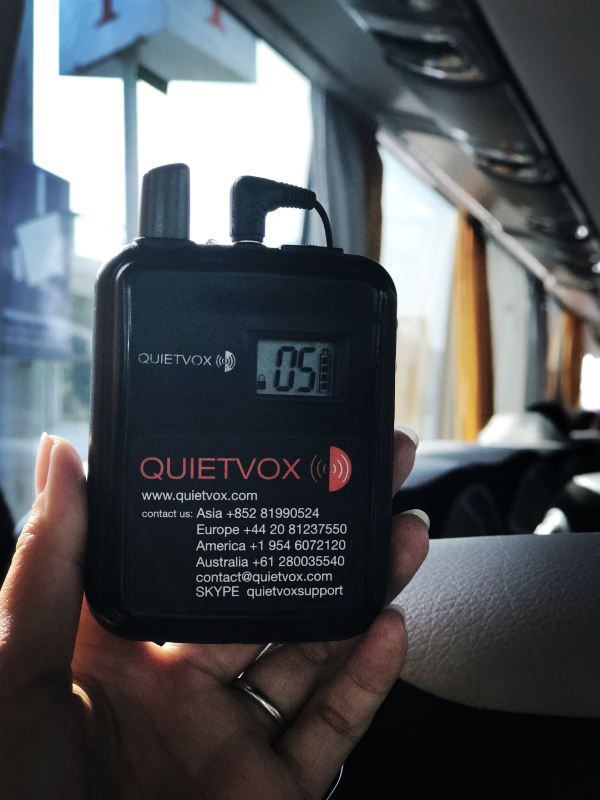 QUIETVOX
05
QUIETVOX
www.quietvox.com
contact us: Asia +852 81990524
Europe +44 20 81237550
America +1 954 6072120
Australia +61 280035540
contact@quietvox.com
SKYPE quietvoxsupport